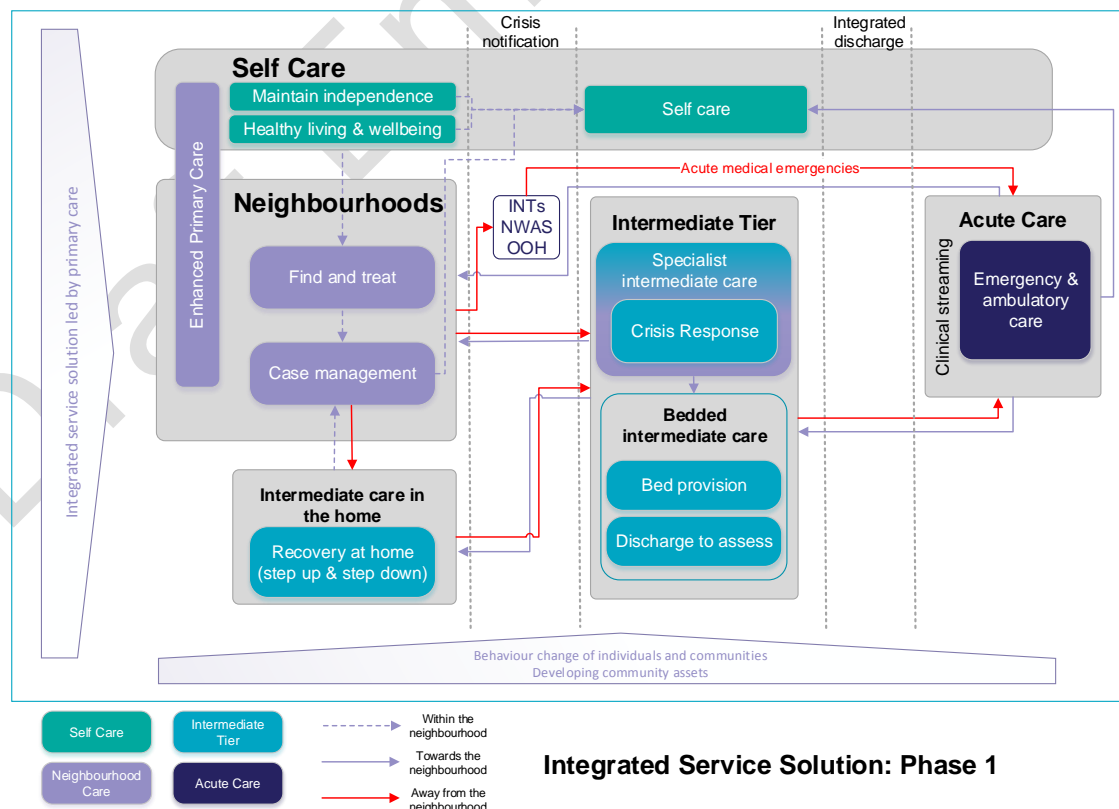 Crisis
notification
Integrated
discharge
Self Care
Maintain independence
Healthy living & wellbeing
Self care
Enhanced Primary Care
Integrated service solution led by primary care
Acute medical emergencies
Neighbourhoods
INTs
NWAS
OOH
Find and treat
Case management
Intermediate Tier
Specialist
intermediate care
Crisis Response
Acute Care
Clinical streaming
Emergency &
ambulatory
care
Bedded
intermediate care
Bed provision
Discharge to assess
Intermediate care in
the home
Recovery at home
(step up & step down)
Behaviour change of individuals and communities
Developing community assets
Self Care
Intermediate
Tier
Neighbourhood
Care
Acute Care
Within the
neighbourhood
Towards the
neighbourhood
Away from the
neighbourhood
Integrated Service Solution: Phase 1